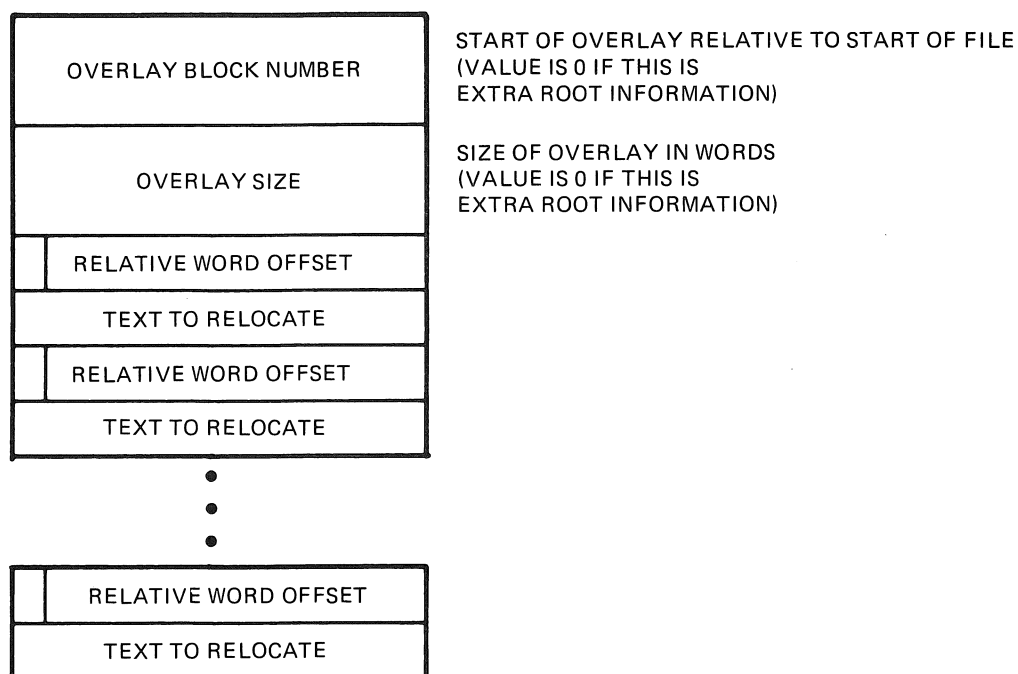 OVERLAY BLOCK NUMBER
START OF OVERLAY RELATIVE TO START OF FILE
(VALUE IS 0 IF THIS IS
EXTRA ROOT INFORMATION)
OVERLAY SIZE
SIZE OF OVERLAY IN WORDS
(VALUE IS 0 IF THIS IS
EXTRA ROOT INFORMATION)
RELATIVE WORD OFFSET
TEXT TO RELOCATE
RELATIVE WORD OFFSET
TEXT TO RELOCATE
RELATIVE WORD OFFSET
TEXT TO RELOCATE